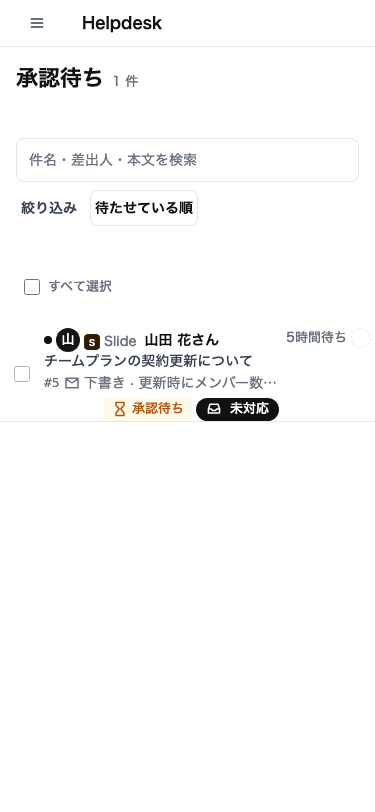 Helpdesk
承認待ち 1 件
件名・差出人・本文を検索
絞り込み 待たせている順
すべて選択
山 S Slide 山田 花さん 5時間待ち
チームプランの契約更新について
#5 下書き · 更新時にメンバー数…
承認待ち 未対応